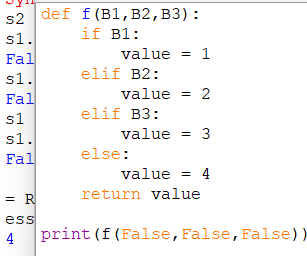 s2
s1.
Fal
s1.
Fal
s1
s1.
Fal
= R
ess
4
def f(B1,B2,B3):
    if B1:
        value = 1
    elif B2:
        value = 2
    elif B3:
        value = 3
    else:
        value = 4
    return value

print(f(False,False,False))